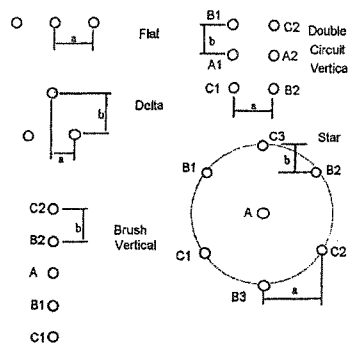 a
Flat
b
a
Delta
C2
B2
A
B1
C1
b
Brush
Vertical
B1 C2
b
A1 A2
C1 B2
a
Double
Circuit
Vertica
C3 Star
b
B1 B2
A
C1 C2
B3 a